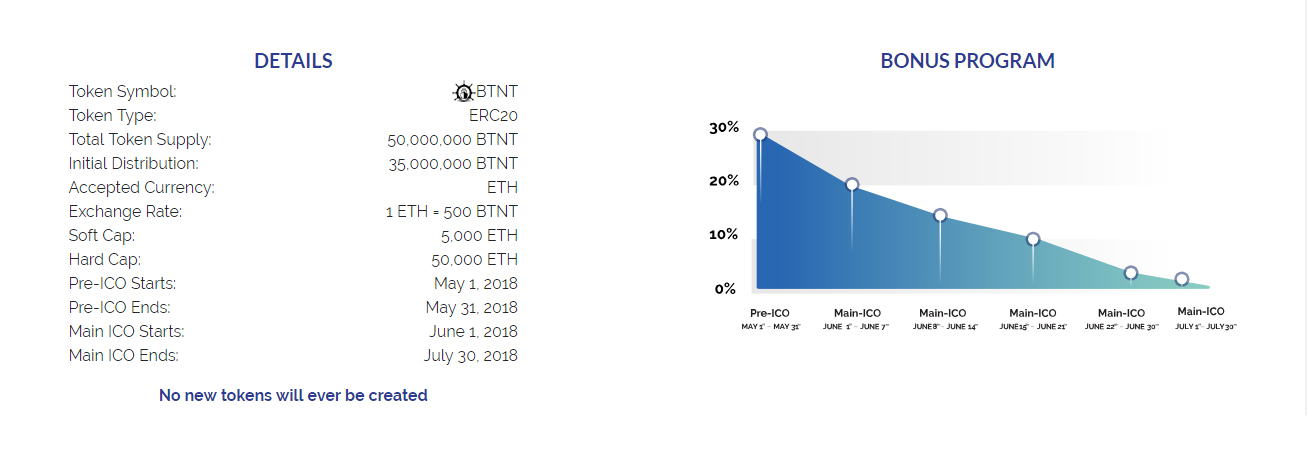 DETAILS
Token Symbol: BTNT
Token Type: ERC20
Total Token Supply: 50,000,000 BTNT
Initial Distribution: 35,000,000 BTNT
Accepted Currency: ETH
Exchange Rate: 1 ETH = 500 BTNT
Soft Cap: 5,000 ETH
Hard Cap: 50,000 ETH
Pre-ICO Starts: May 1, 2018
Pre-ICO Ends: May 31, 2018
Main ICO Starts: June 1, 2018
Main ICO Ends: July 30, 2018
No new tokens will ever be created
BONUS PROGRAM
30%
20%
10%
0%
Pre-ICO
MAY 1st - MAY 31st
Main-ICO
JUNE 1st - JUNE 7th
Main-ICO
JUNE 8th - JUNE 14th
Main-ICO
JUNE 15th - JUNE 21st
Main-ICO
JUNE 22nd - JUNE 30th
Main-ICO
JULY 1st - JULY 30th